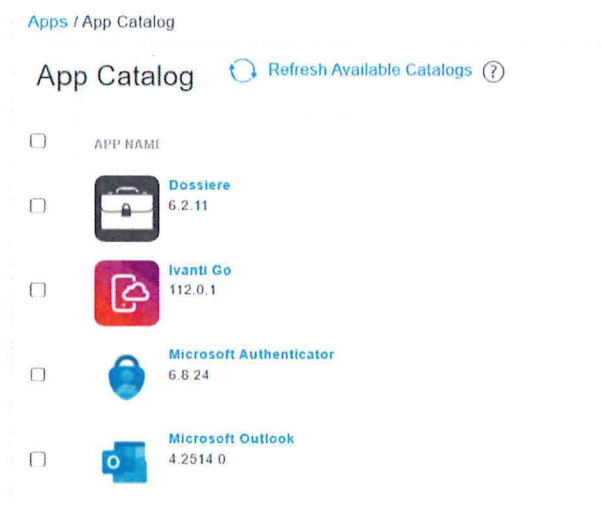 Apps / App Catalog
App Catalog Refresh Available Catalogs ?
APP NAME
Dossiere
6.2.11
Ivanti Go
112.0.1
Microsoft Authenticator
6.8.24
Microsoft Outlook
4.2514.0